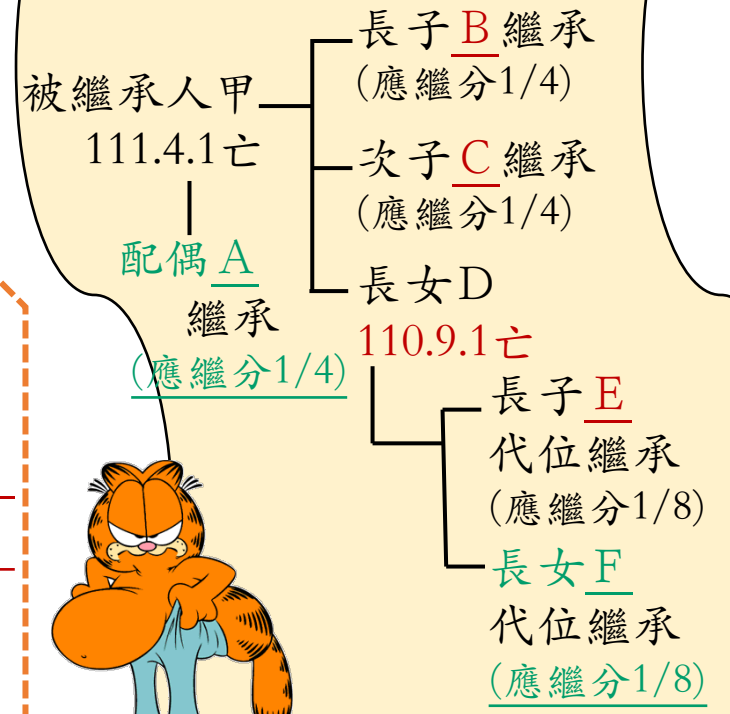 被繼承人甲
111.4.1亡
配偶A
繼承
(應繼分1/4)
長子B繼承
(應繼分1/4)
次子C繼承
(應繼分1/4)
長女D
110.9.1亡
長子E
代位繼承
(應繼分1/8)
長女F
代位繼承
(應繼分1/8)